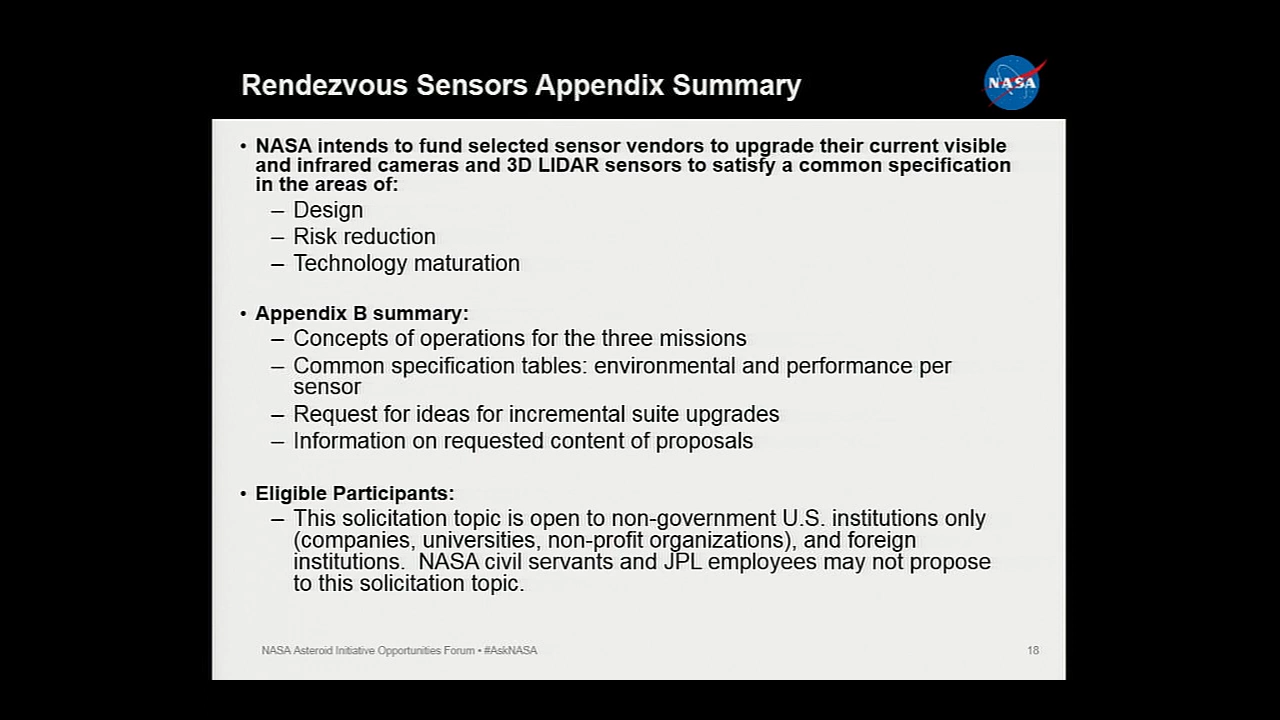 Rendezvous Sensors Appendix Summary
NASA
• NASA intends to fund selected sensor vendors to upgrade their current visible
and infrared cameras and 3D LIDAR sensors to satisfy a common specification
in the areas of:
– Design
– Risk reduction
– Technology maturation
• Appendix B summary:
– Concepts of operations for the three missions
– Common specification tables: environmental and performance per
sensor
– Request for ideas for incremental suite upgrades
– Information on requested content of proposals
• Eligible Participants:
– This solicitation topic is open to non-government U.S. institutions only
(companies, universities, non-profit organizations), and foreign
institutions.  NASA civil servants and JPL employees may not propose
to this solicitation topic.
NASA Asteroid Initiative Opportunities Forum • #AskNASA
18